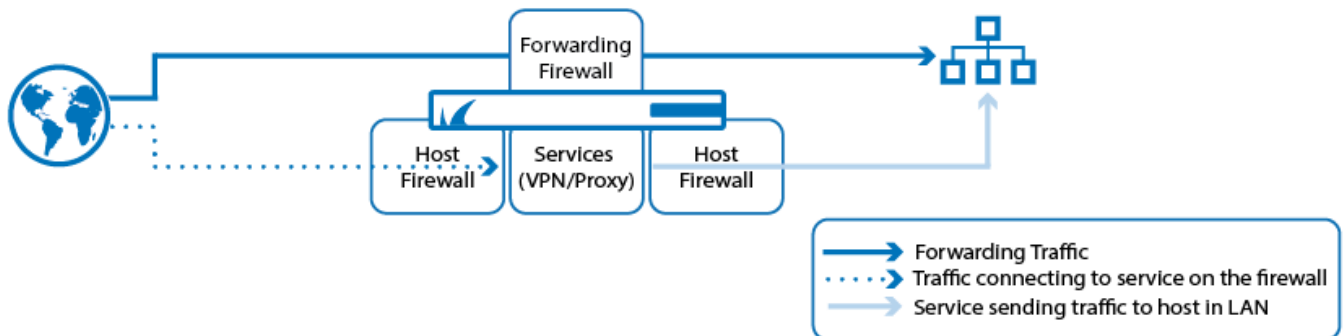 Forwarding
Firewall
Host
Firewall
Services
(VPN/Proxy)
Host
Firewall
Forwarding Traffic
Traffic connecting to service on the firewall
Service sending traffic to host in LAN